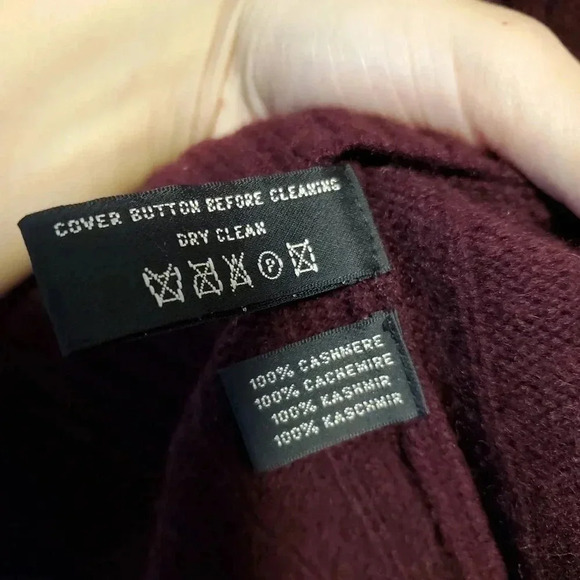 COVER BUTTON BEFORE CLEANING
DRY CLEAN
P
100% CASHMERE
100% CACHEMIRE
100% KASHMIR
100% KASCHMIR